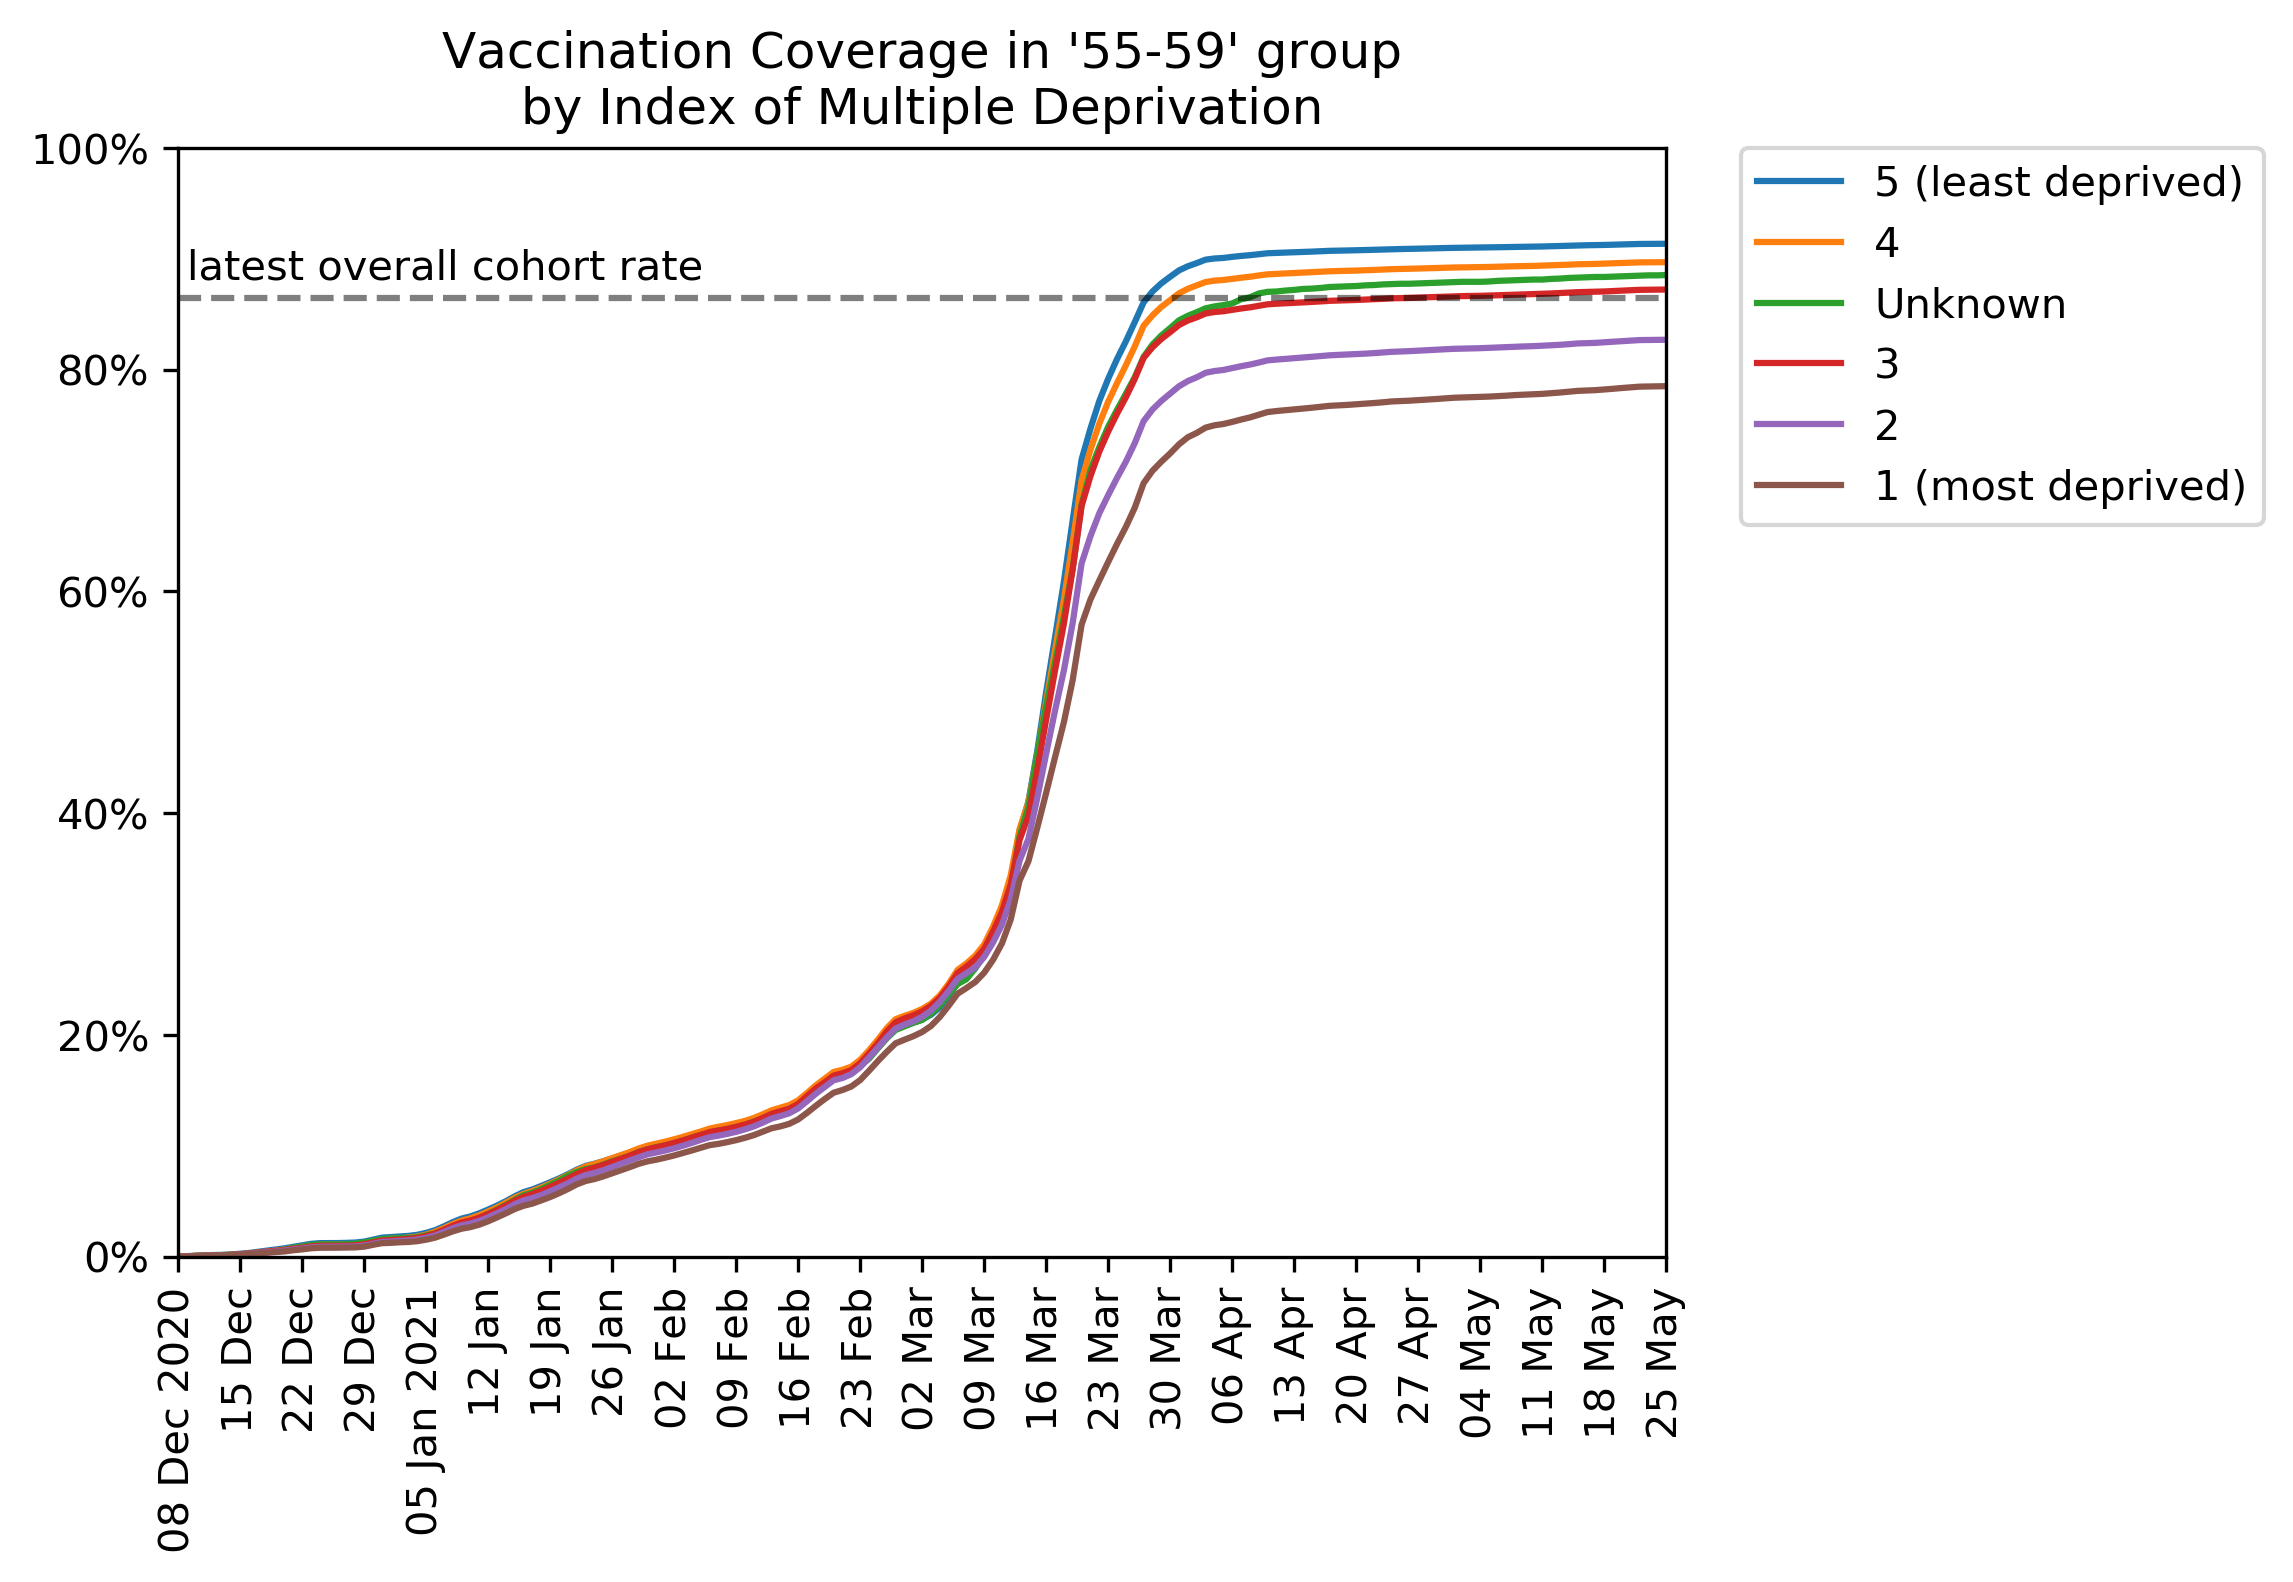 Vaccination Coverage in '55-59' group
by Index of Multiple Deprivation
100%
80%
60%
40%
20%
0%
latest overall cohort rate
5 (least deprived)
4
Unknown
3
2
1 (most deprived)
08 Dec 2020
15 Dec
22 Dec
29 Dec
05 Jan 2021
12 Jan
19 Jan
26 Jan
02 Feb
09 Feb
16 Feb
23 Feb
02 Mar
09 Mar
16 Mar
23 Mar
30 Mar
06 Apr
13 Apr
20 Apr
27 Apr
04 May
11 May
18 May
25 May